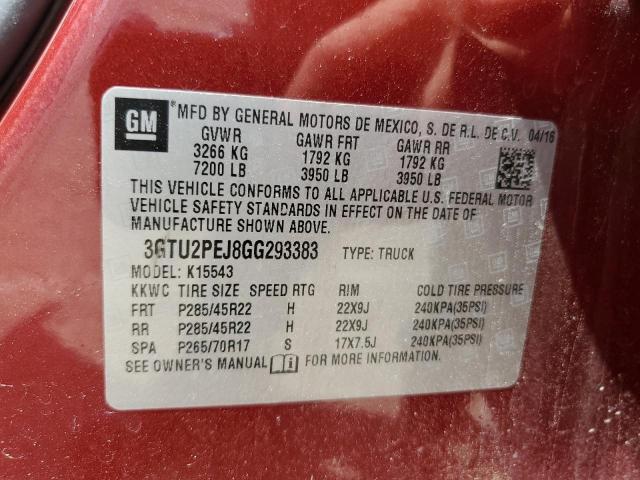 GM
MFD BY GENERAL MOTORS DE MEXICO, S. DE R.L. DE C.V. 04/16
GVWR GAWR FRT GAWR RR
3266 KG 1792 KG 1792 KG
7200 LB 3950 LB 3950 LB
THIS VEHICLE CONFORMS TO ALL APPLICABLE U.S. FEDERAL MOTOR
VEHICLE SAFETY STANDARDS IN EFFECT ON THE DATE OF
MANUFACTURE SHOWN ABOVE.
3GTU2PEJ8GG293383 TYPE: TRUCK
MODEL: K15543
KKWC TIRE SIZE SPEED RTG RIM COLD TIRE PRESSURE
FRT P285/45R22 H 22X9J 240KPA(35PSI)
RR P285/45R22 H 22X9J 240KPA(35PSI)
SPA P265/70R17 S 17X7.5J 240KPA(35PSI)
SEE OWNER'S MANUAL FOR MORE INFORMATION.